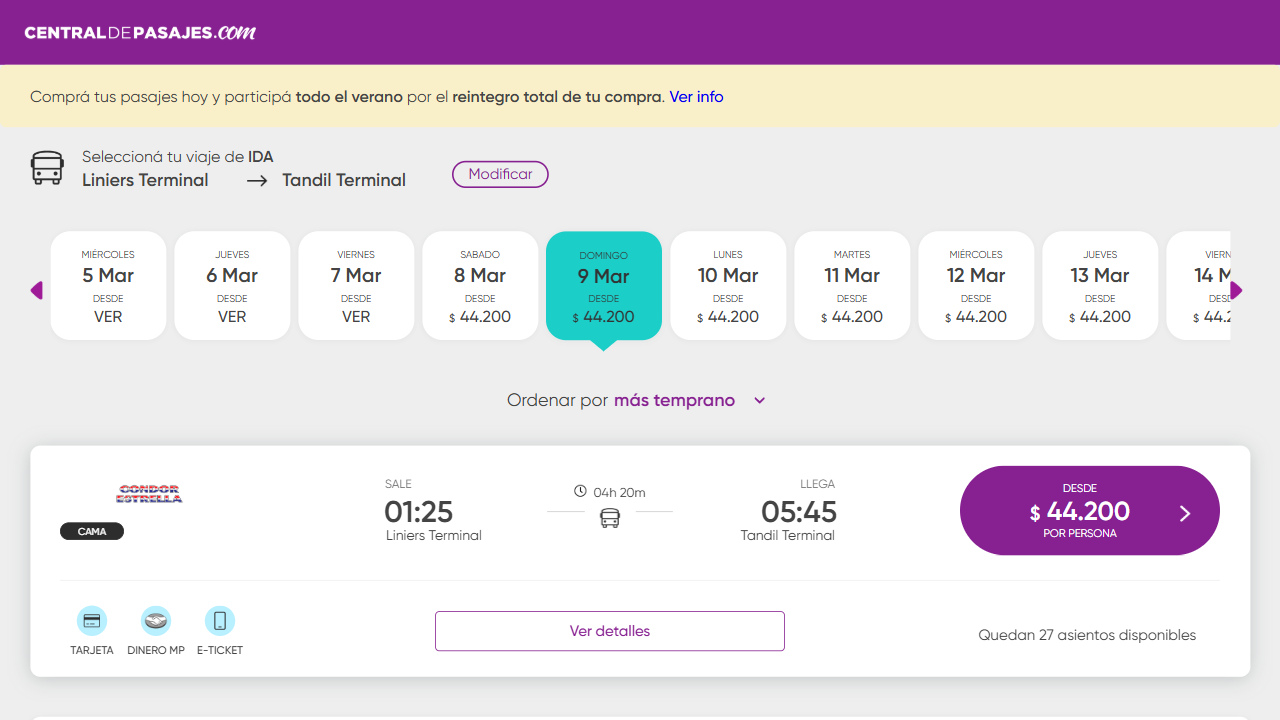 CENTRALDEPASAJES.COM
Comprá tus pasajes hoy y participá todo el verano por el reintegro total de tu compra. Ver info
Seleccioná tu viaje de IDA
Liniers Terminal → Tandil Terminal
Modificar
MIÉRCOLES
5 Mar
DESDE
VER
JUEVES
6 Mar
DESDE
VER
VIERNES
7 Mar
DESDE
VER
SABADO
8 Mar
DESDE
$ 44.200
DOMINGO
9 Mar
DESDE
$ 44.200
LUNES
10 Mar
DESDE
$ 44.200
MARTES
11 Mar
DESDE
$ 44.200
MIÉRCOLES
12 Mar
DESDE
$ 44.200
JUEVES
13 Mar
DESDE
$ 44.200
VIERN
14 M
DESD
$ 44.2
Ordenar por más temprano
CONDOR
ESTRELLA
CAMA
SALE
01:25
Liniers Terminal
04h 20m
LLEGA
05:45
Tandil Terminal
DESDE
$ 44.200
POR PERSONA
TARJETA
DINERO MP
E-TICKET
Ver detalles
Quedan 27 asientos disponibles